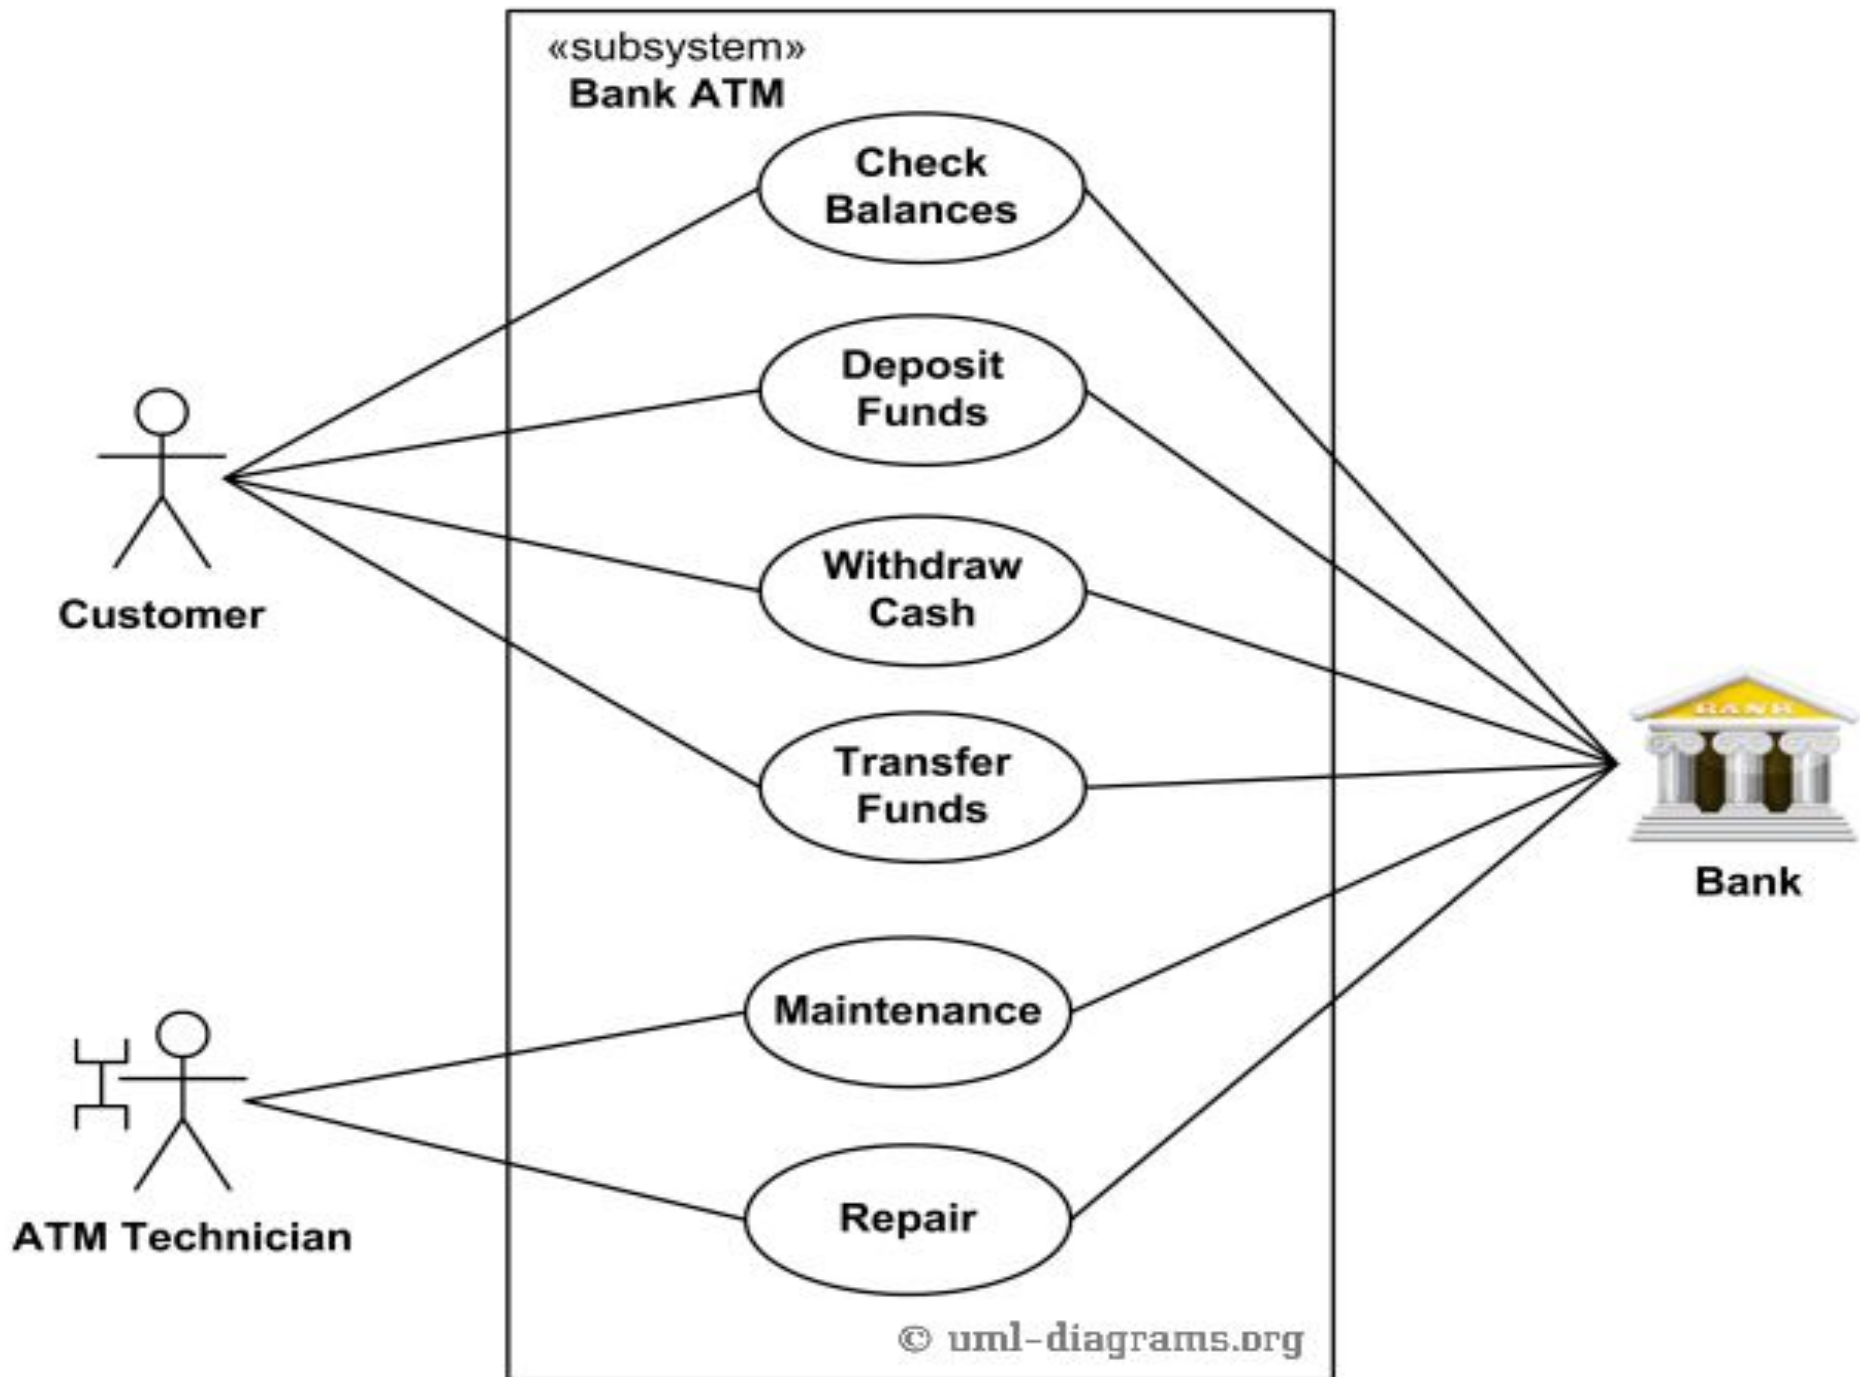 «subsystem»
Bank ATM
Check
Balances
Deposit
Funds
Withdraw
Cash
Customer
BANK
Transfer
Funds
Bank
Maintenance
Repair
ATM Technician
© uml-diagrams.org